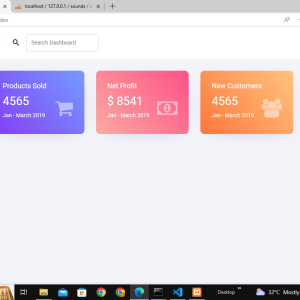 localhost / 127.0.0.1 / sounds /
des
Search Dashboard
Products Sold
4565
Jan - March 2019
Net Profit
$ 8541
Jan - March 2019
New Customers
4565
Jan - March 2019
Desktop
32°C Mostly